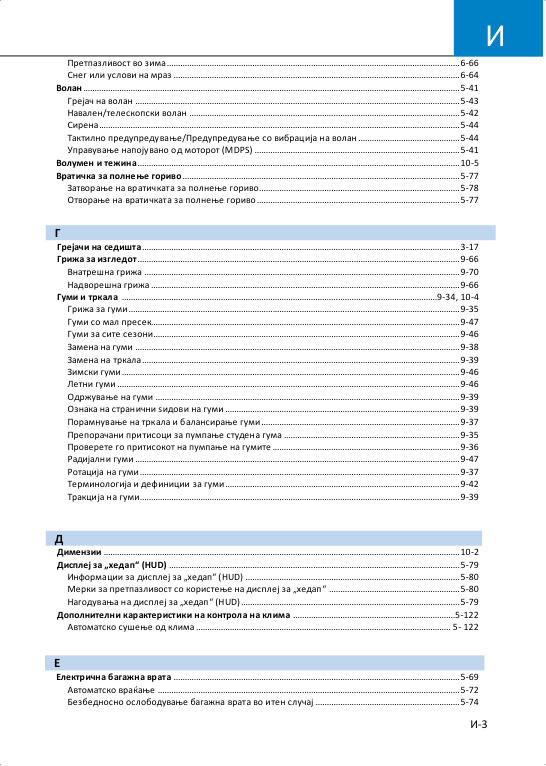 И
Претпазливост во зима 6-66
Снег или услови на мраз 6-64
Волан 5-41
Грејач на волан 5-43
Навален/телескопски волан 5-42
Сирена 5-44
Тактилно предупредување/Предупредување со вибрација на волан 5-44
Управување напојувано од моторот (MDPS) 5-41
Волумен и тежина 10-5
Вратичка за полнење гориво 5-77
Затворање на вратичката за полнење гориво 5-78
Отворање на вратичката за полнење гориво 5-77
Г
Грејачи на седишта 3-17
Грижа за изгледот 9-66
Внатрешна грижа 9-70
Надворешна грижа 9-66
Гуми и тркала 9-34, 10-4
Грижа за гуми 9-35
Гуми со мал пресек 9-47
Гуми за сите сезони 9-46
Замена на гуми 9-38
Замена на тркала 9-39
Зимски гуми 9-46
Летни гуми 9-46
Одржување на гуми 9-39
Ознака на странични ѕидови на гуми 9-39
Порамнување на тркала и балансирање гуми 9-37
Препорачани притисоци за пумпање студена гума 9-35
Проверете го притисокот на пумпање на гумите 9-36
Радијални гуми 9-47
Ротација на гуми 9-37
Терминологија и дефиниции за гуми 9-42
Тракција на гуми 9-39
Д
Димензии 10-2
Дисплеј за „хедап“ (HUD) 5-79
Информации за дисплеј за „хедап“ (HUD) 5-80
Мерки за претпазливост со користење на дисплеј за „хедап“ 5-80
Нагодувања на дисплеј за „хедап“ (HUD) 5-79
Дополнителни карактеристики на контрола на клима 5-122
Автоматско сушење од клима 5- 122
Е
Електрична багажна врата 5-69
Автоматско враќање 5-72
Безбедносно ослободување багажна врата во итен случај 5-74
И-3